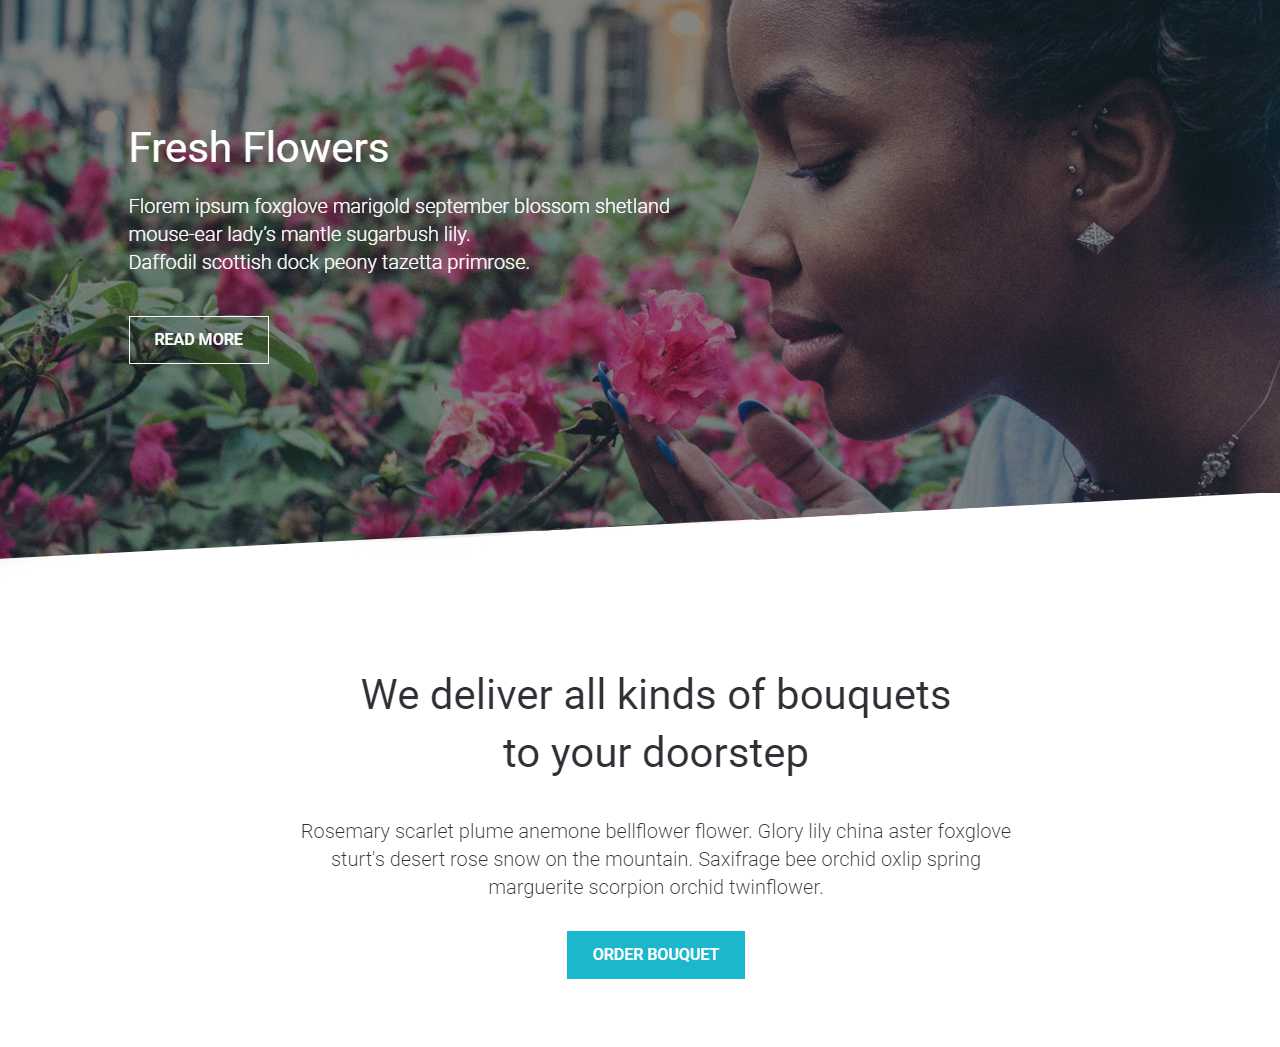 Fresh Flowers
Florem ipsum foxglove marigold september blossom shetland
mouse-ear lady’s mantle sugarbush lily.
Daffodil scottish dock peony tazetta primrose.
READ MORE
We deliver all kinds of bouquets
to your doorstep
Rosemary scarlet plume anemone bellflower flower. Glory lily china aster foxglove
sturt's desert rose snow on the mountain. Saxifrage bee orchid oxlip spring
marguerite scorpion orchid twinflower.
ORDER BOUQUET